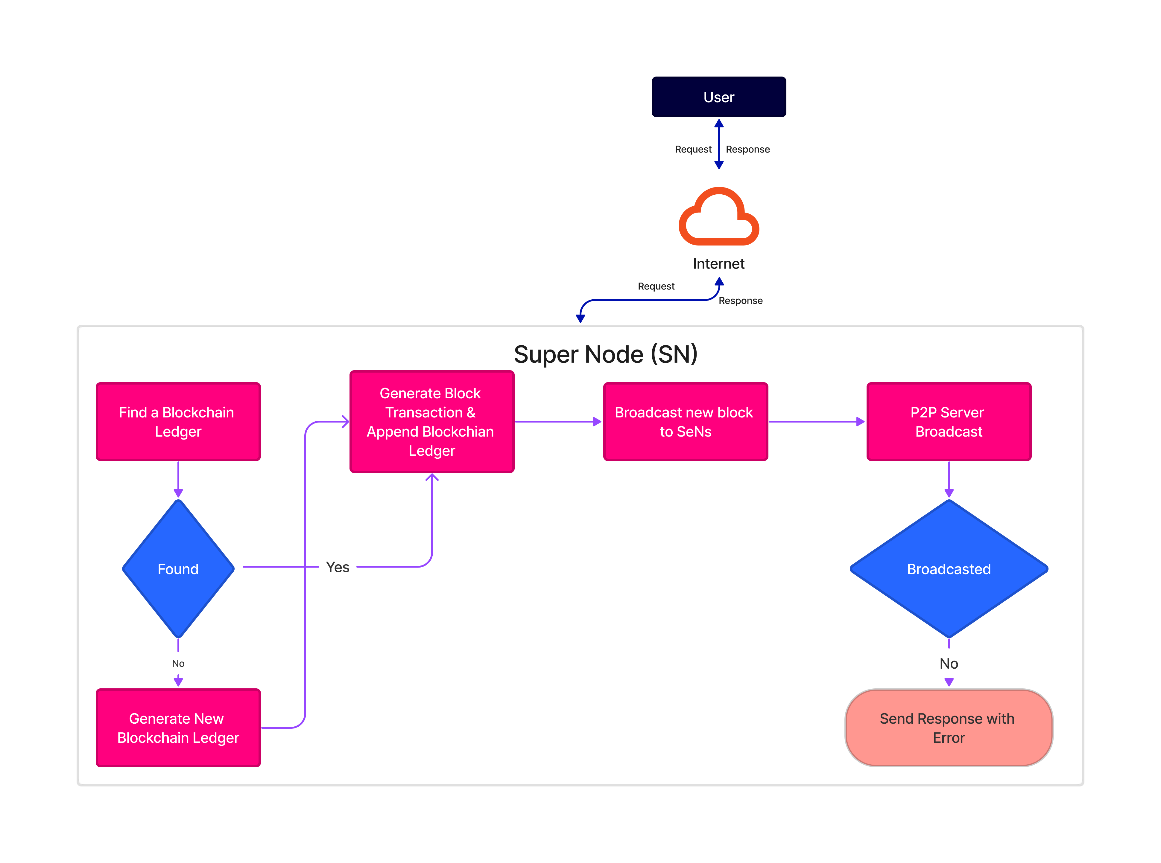 User
Request
Response
Internet
Request
Response
Super Node (SN)
Find a Blockchain
Ledger
Generate Block
Transaction &
Append Blockchian
Ledger
Broadcast new block
to SeNs
P2P Server
Broadcast
Found
Yes
Broadcasted
No
No
Generate New
Blockchain Ledger
Send Response with
Error